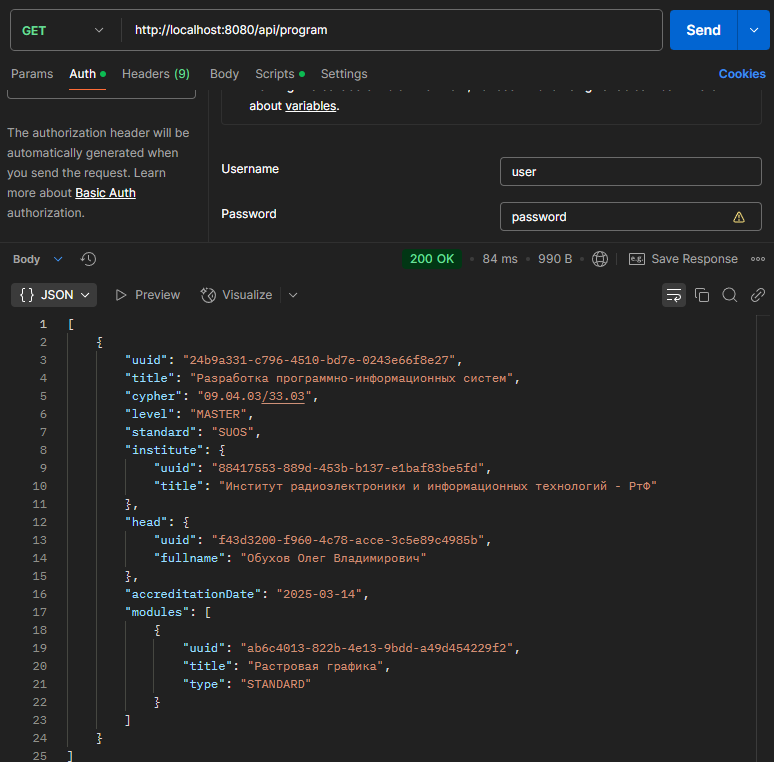 GET http://localhost:8080/api/program Send
Params Auth Headers (9) Body Scripts Settings Cookies
about variables.
The authorization header will be
automatically generated when
you send the request. Learn
more about Basic Auth
authorization.
Username user
Password password
Body 200 OK • 84 ms • 990 B e.g. Save Response
{} JSON Preview Visualize
1 [
2 {
3 "uuid": "24b9a331-c796-4510-bd7e-0243e66f8e27",
4 "title": "Разработка программно-информационных систем",
5 "cypher": "09.04.03/33.03",
6 "level": "MASTER",
7 "standard": "SUOS",
8 "institute": {
9 "uuid": "88417553-889d-453b-b137-e1baf83be5fd",
10 "title": "Институт радиоэлектроники и информационных технологий - РтФ"
11 },
12 "head": {
13 "uuid": "f43d3200-f960-4c78-acce-3c5e89c4985b",
14 "fullname": "Обухов Олег Владимирович"
15 },
16 "accreditationDate": "2025-03-14",
17 "modules": [
18 {
19 "uuid": "ab6c4013-822b-4e13-9bdd-a49d454229f2",
20 "title": "Растровая графика",
21 "type": "STANDARD"
22 }
23 ]
24 }
25 ]